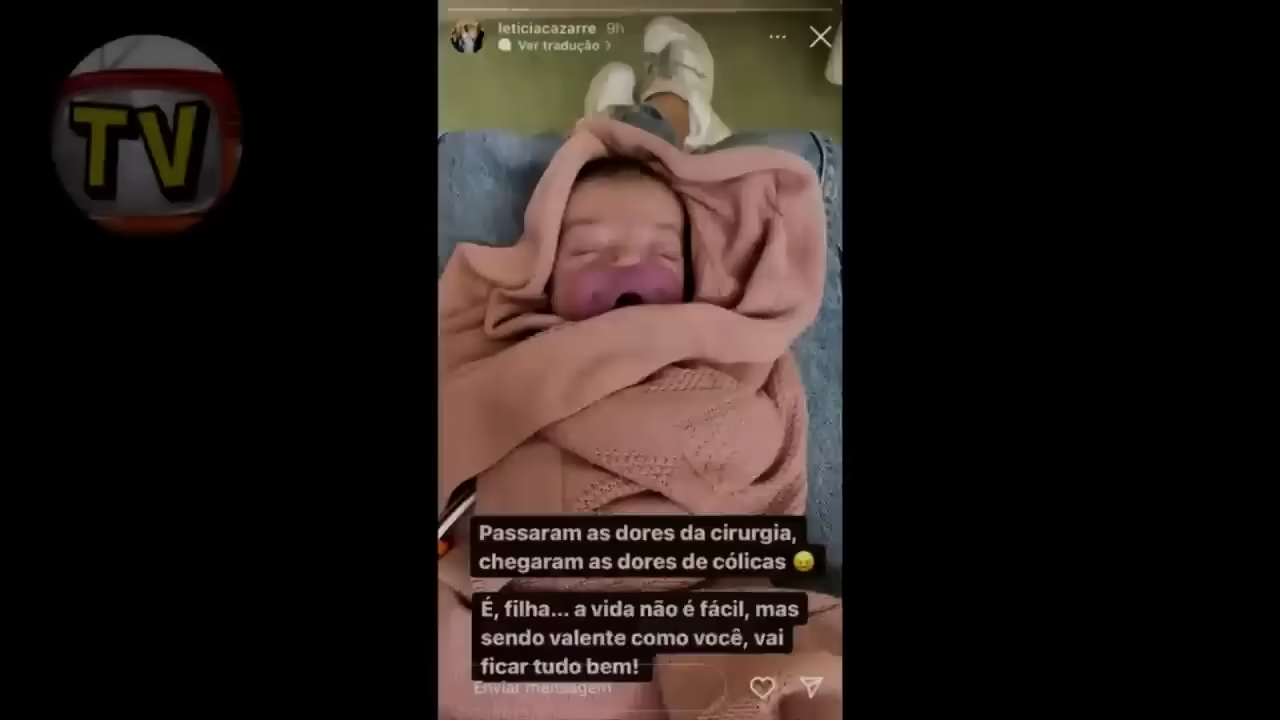 TV
leticiacazarre 9h
Ver tradução >
Passaram as dores da cirurgia,
chegaram as dores de cólicas 😖
É, filha... a vida não é fácil, mas
sendo valente como você, vai
ficar tudo bem!
Enviar mensagem